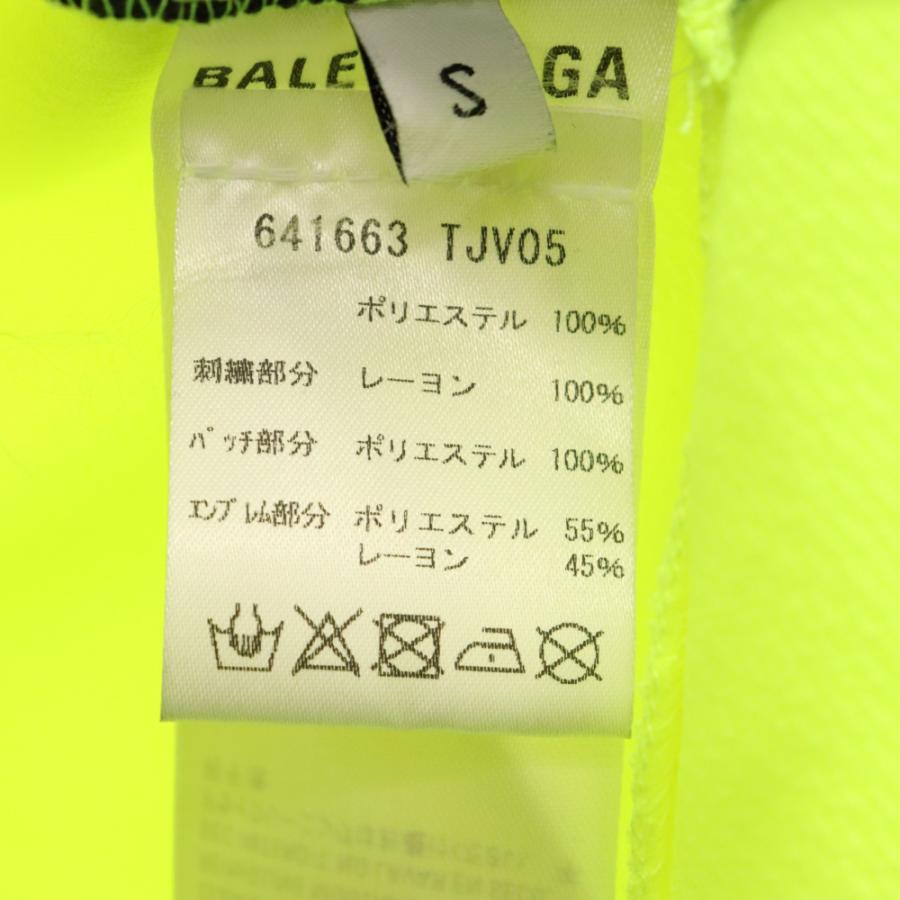 BALE GA
S
641663 TJV05
ポリエステル 100%
刺繍部分 レーヨン 100%
パッチ部分 ポリエステル 100%
エンブレム部分 ポリエステル 55%
レーヨン 45%